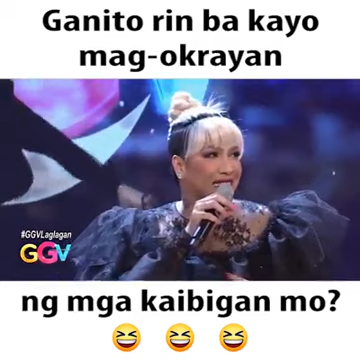 Ganito rin ba kayo
mag-okrayan
#GGVLaglagan
GGV
ng mga kaibigan mo?